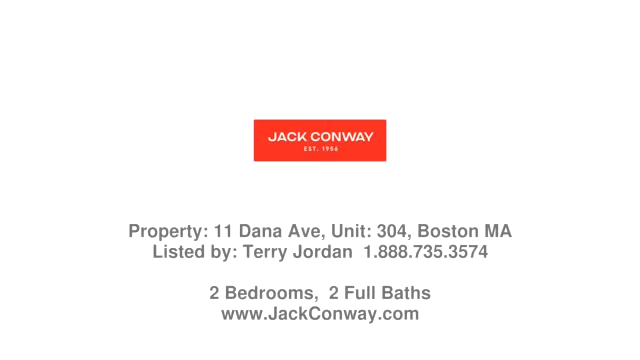 JACK CONWAY
EST. 1956
Property: 11 Dana Ave, Unit: 304, Boston MA
Listed by: Terry Jordan  1.888.735.3574
2 Bedrooms,  2 Full Baths
www.JackConway.com